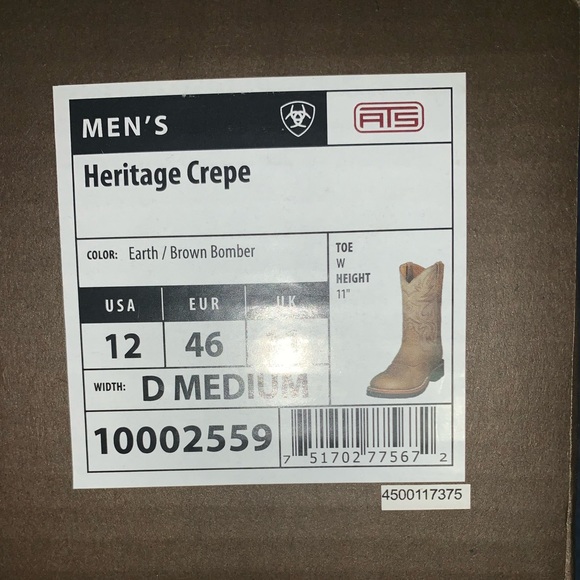 MEN'S
ATS
Heritage Crepe
COLOR: Earth / Brown Bomber
TOE
W
HEIGHT
11"
USA EUR UK
12 46
WIDTH: D MEDIUM
10002559
7 51702 77567 2
4500117375